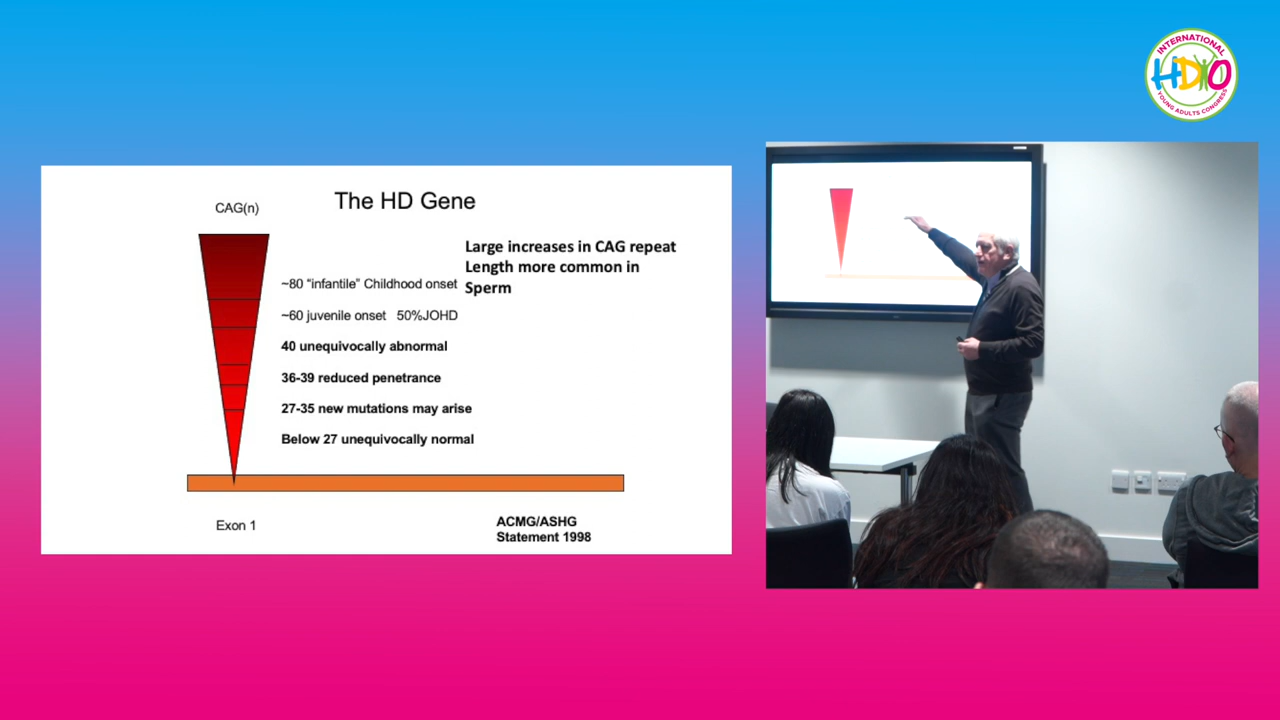 INTERNATIONAL
HDYO
YOUNG ADULTS CONGRESS
The HD Gene
CAG(n)
Large increases in CAG repeat
Length more common in
Sperm
~80 “infantile” Childhood onset
~60 juvenile onset 50%JOHD
40 unequivocally abnormal
36-39 reduced penetrance
27-35 new mutations may arise
Below 27 unequivocally normal
Exon 1
ACMG/ASHG
Statement 1998